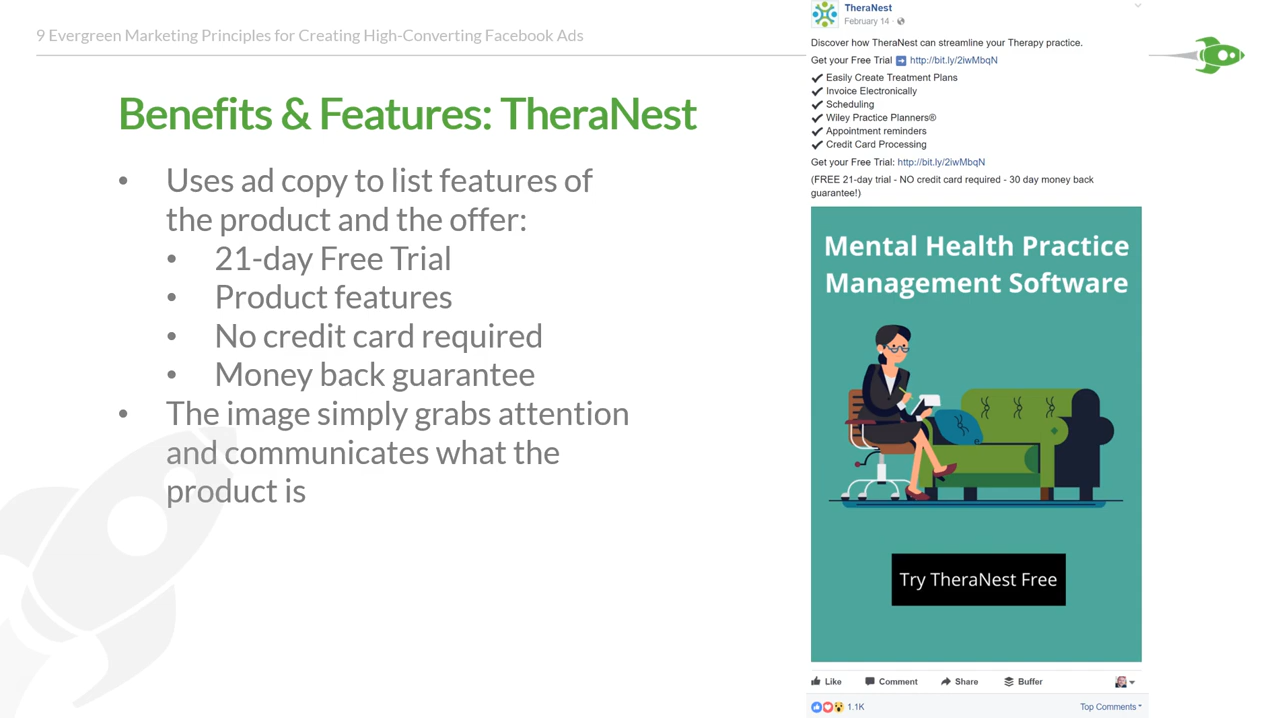 9 Evergreen Marketing Principles for Creating High-Converting Facebook Ads
Benefits & Features: TheraNest
• Uses ad copy to list features of
the product and the offer:
• 21-day Free Trial
• Product features
• No credit card required
• Money back guarantee
• The image simply grabs attention
and communicates what the
product is
TheraNest
February 14 ·
Discover how TheraNest can streamline your Therapy practice.
Get your Free Trial ➡ http://bit.ly/2iwMbqN
✔ Easily Create Treatment Plans
✔ Invoice Electronically
✔ Scheduling
✔ Wiley Practice Planners®
✔ Appointment reminders
✔ Credit Card Processing
Get your Free Trial: http://bit.ly/2iwMbqN
(FREE 21-day trial - NO credit card required - 30 day money back
guarantee!)
Mental Health Practice
Management Software
Try TheraNest Free
Like Comment Share Buffer
1.1K Top Comments